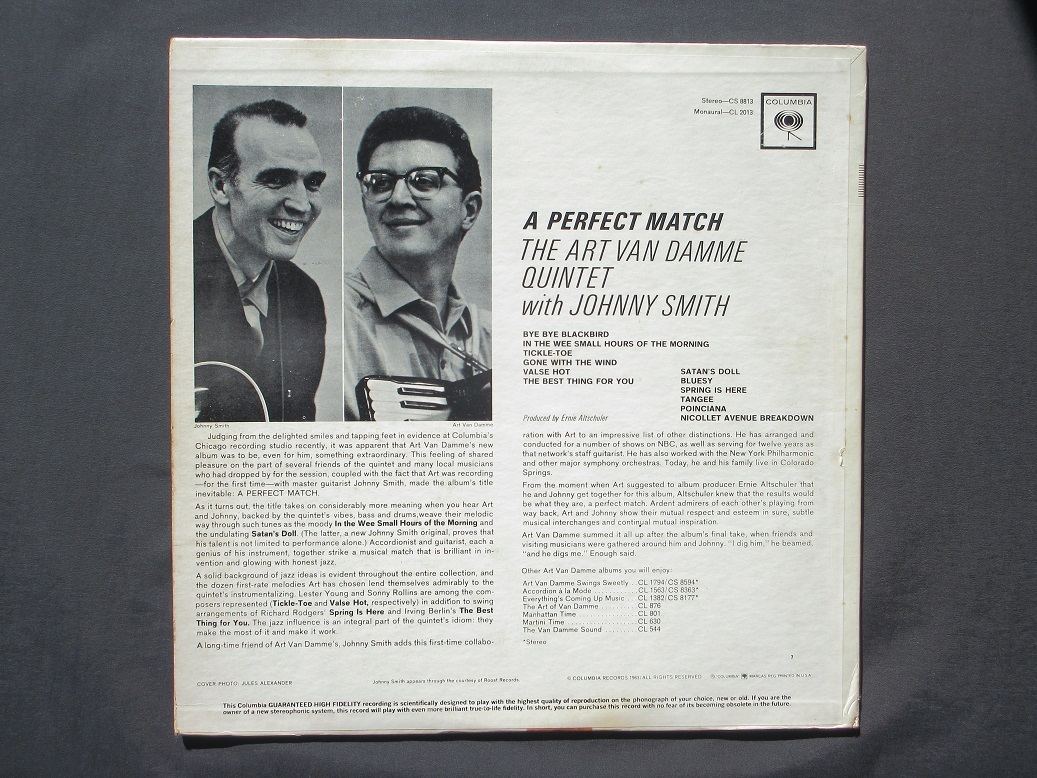 Stereo—CS 8813
Monaural—CL 2013
COLUMBIA
A PERFECT MATCH
THE ART VAN DAMME
QUINTET
with JOHNNY SMITH
BYE BYE BLACKBIRD
IN THE WEE SMALL HOURS OF THE MORNING
TICKLE-TOE
GONE WITH THE WIND
VALSE HOT
THE BEST THING FOR YOU
SATAN'S DOLL
BLUESY
SPRING IS HERE
TANGEE
POINCIANA
NICOLLET AVENUE BREAKDOWN
Produced by Ernie Altschuler
Johnny Smith
Art Van Damme
Judging from the delighted smiles and tapping feet in evidence at Columbia's
Chicago recording studio recently, it was apparent that Art Van Damme's new
album was to be, even for him, something extraordinary. This feeling of shared
pleasure on the part of several friends of the quintet and many local musicians
who had dropped by for the session, coupled with the fact that Art was recording
—for the first time—with master guitarist Johnny Smith, made the album's title
inevitable: A PERFECT MATCH.
As it turns out, the title takes on considerably more meaning when you hear Art
and Johnny, backed by the quintet's vibes, bass and drums,weave their melodic
way through such tunes as the moody In the Wee Small Hours of the Morning and
the undulating Satan's Doll. (The latter, a new Johnny Smith original, proves that
his talent is not limited to performance alone.) Accordionist and guitarist, each a
genius of his instrument, together strike a musical match that is brilliant in in-
vention and glowing with honest jazz.
A solid background of jazz ideas is evident throughout the entire collection, and
the dozen first-rate melodies Art has chosen lend themselves admirably to the
quintet's instrumentalizing. Lester Young and Sonny Rollins are among the com-
posers represented (Tickle-Toe and Valse Hot, respectively) in addition to swing
arrangements of Richard Rodgers' Spring Is Here and Irving Berlin's The Best
Thing for You. The jazz influence is an integral part of the quintet's idiom: they
make the most of it and make it work.
A long-time friend of Art Van Damme's, Johnny Smith adds this first-time collabo-
ration with Art to an impressive list of other distinctions. He has arranged and
conducted for a number of shows on NBC, as well as serving for twelve years as
that network's staff guitarist. He has also worked with the New York Philharmonic
and other major symphony orchestras. Today, he and his family live in Colorado
Springs.
From the moment when Art suggested to album producer Ernie Altschuler that
he and Johnny get together for this album, Altschuler knew that the results would
be what they are, a perfect match. Ardent admirers of each other's playing from
way back, Art and Johnny show their mutual respect and esteem in sure, subtle
musical interchanges and continual mutual inspiration.
Art Van Damme summed it all up after the album's final take, when friends and
visiting musicians were gathered around him and Johnny. "I dig him," he beamed,
"and he digs me." Enough said.
Other Art Van Damme albums you will enjoy:
Art Van Damme Swings Sweetly . . CL 1794/CS 8594*
Accordion à la Mode . . . . . . . . CL 1563/CS 8363*
Everything's Coming Up Music . . CL 1382/CS 8177*
The Art of Van Damme . . . . . . . . CL 876
Manhattan Time . . . . . . . . . . . CL 801
Martini Time . . . . . . . . . . . . . CL 630
The Van Damme Sound . . . . . . . . CL 544
*Stereo
7
COVER PHOTO: JULES ALEXANDER
Johnny Smith appears through the courtesy of Roost Records.
© COLUMBIA RECORDS 1963/ALL RIGHTS RESERVED
® "COLUMBIA", MARCAS REG. PRINTED IN U.S.A.
This Columbia GUARANTEED HIGH FIDELITY recording is scientifically designed to play with the highest quality of reproduction on the phonograph of your choice, new or old. If you are the
owner of a new stereophonic system, this record will play with even more brilliant true-to-life fidelity. In short, you can purchase this record with no fear of its becoming obsolete in the future.